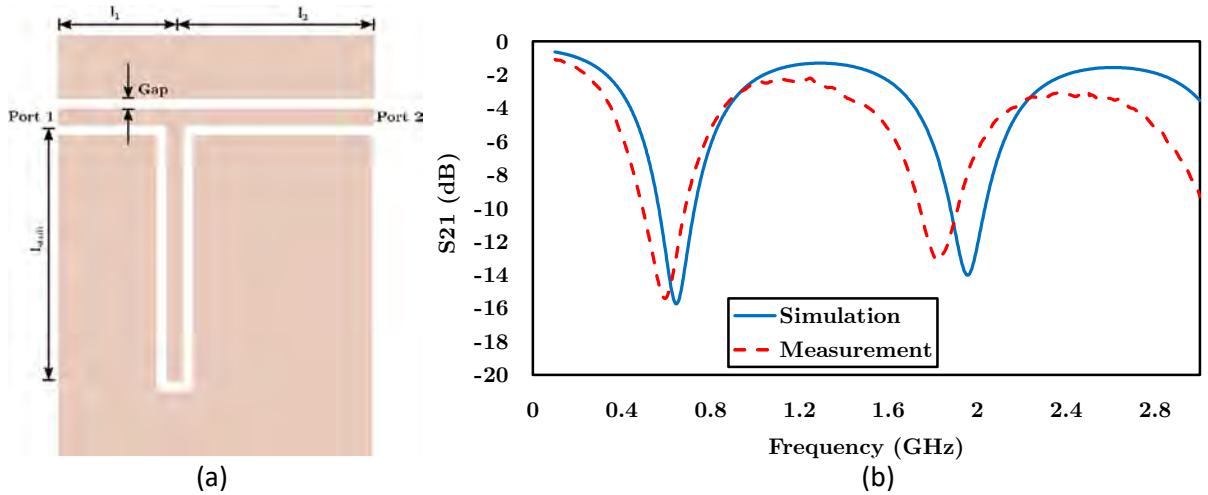 l₁
l₂
Gap
Port 1
Port 2
(a)
S21 (dB)
0
-2
-4
-6
-8
-10
-12
-14
-16
-18
-20
Simulation
Measurement
0
0.4
0.8
1.2
1.6
2
2.4
2.8
Frequency (GHz)
(b)